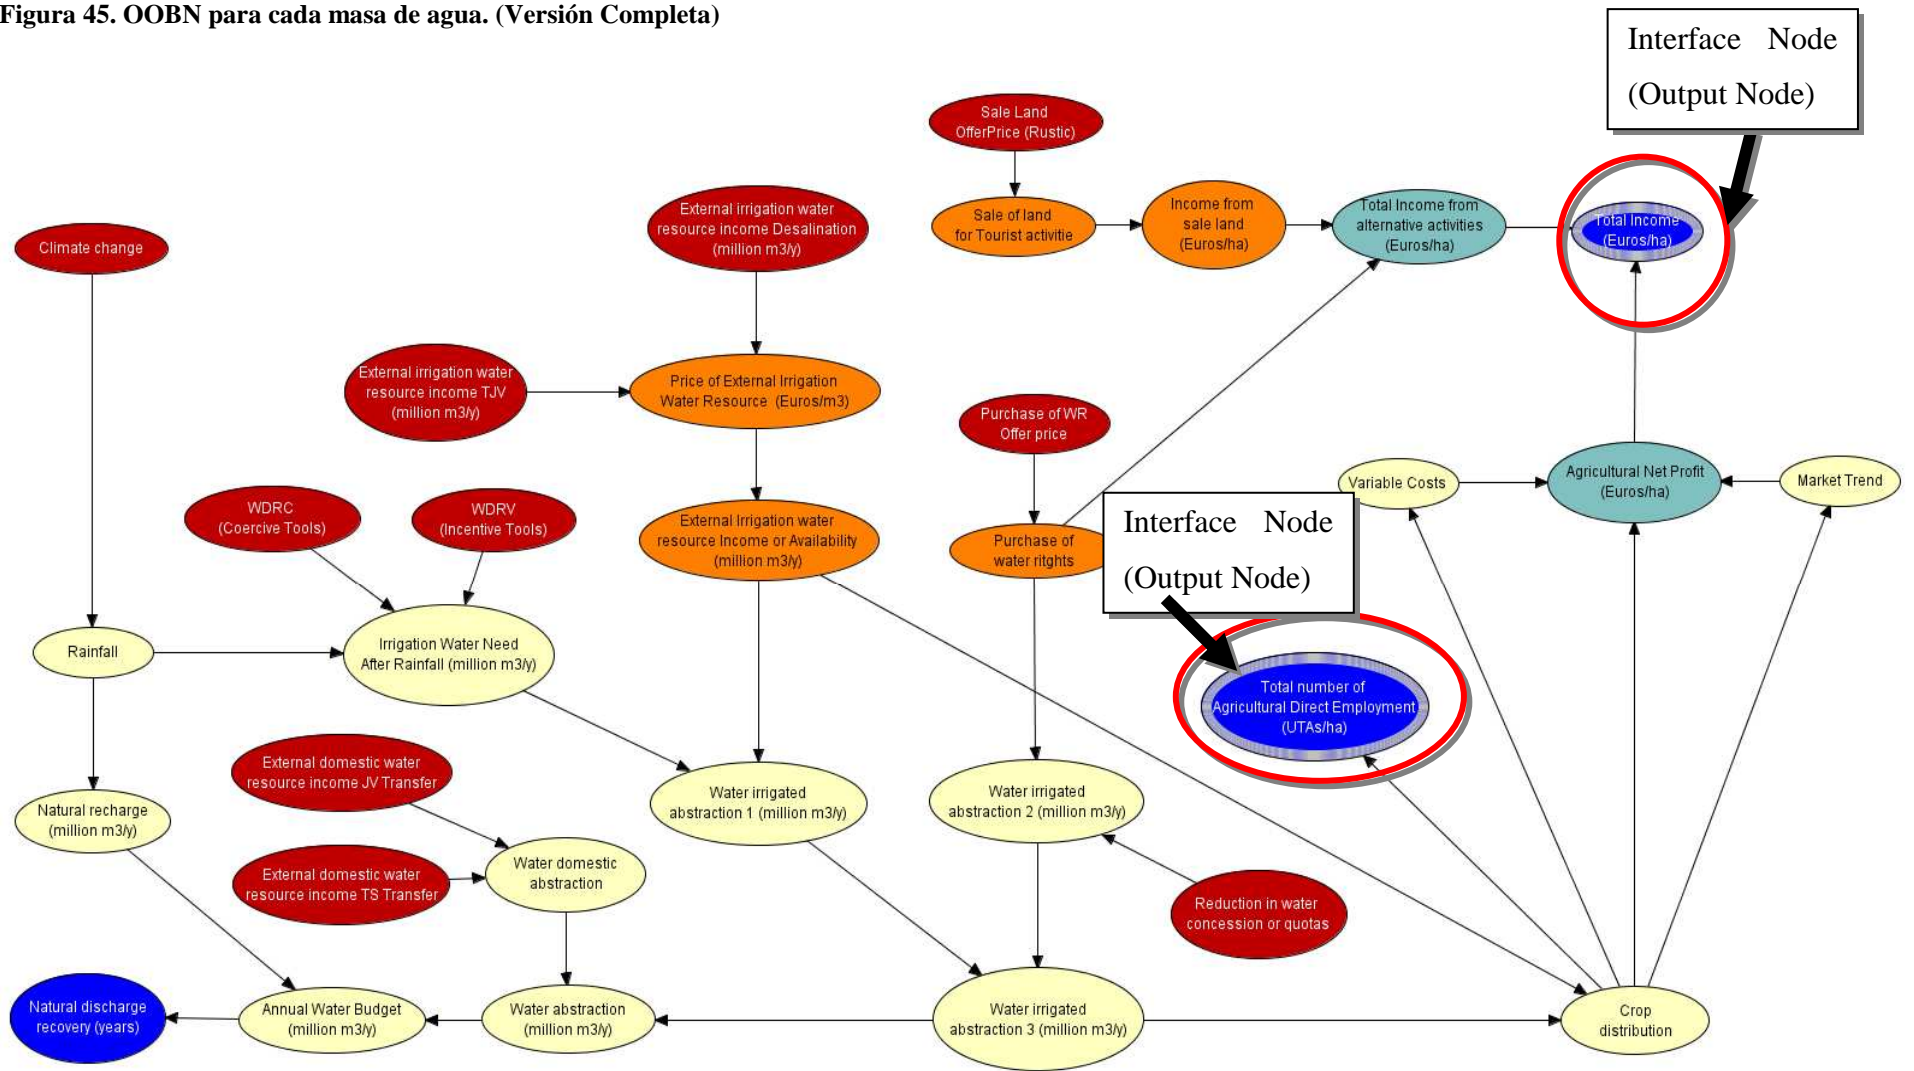 Figura 45. OOBN para cada masa de agua. (Versión Completa)
Interface Node
(Output Node)
Sale Land
OfferPrice (Rustic)
External irrigation water
resource income Desalination
(million m3/y)
Sale of land
for Tourist activitie
Income from
sale land
(Euros/ha)
Total Income from
alternative activities
(Euros/ha)
Total Income
(Euros/ha)
Climate change
External irrigation water
resource income TJV
(million m3/y)
Price of External Irrigation
Water Resource (Euros/m3)
Purchase of WR
Offer price
Variable Costs
Agricultural Net Profit
(Euros/ha)
Market Trend
WDRC
(Coercive Tools)
WDRV
(Incentive Tools)
External Irrigation water
resource Income or Availability
(million m3/y)
Purchase of
water ritghts
Interface Node
(Output Node)
Rainfall
Irrigation Water Need
After Rainfall (million m3/y)
Total number of
Agricultural Direct Employment
(UTAs/ha)
External domestic water
resource income JV Transfer
Natural recharge
(million m3/y)
Water irrigated
abstraction 1 (million m3/y)
Water irrigated
abstraction 2 (million m3/y)
External domestic water
resource income TS Transfer
Water domestic
abstraction
Reduction in water
concession or quotas
Natural discharge
recovery (years)
Annual Water Budget
(million m3/y)
Water abstraction
(million m3/y)
Water irrigated
abstraction 3 (million m3/y)
Crop
distribution